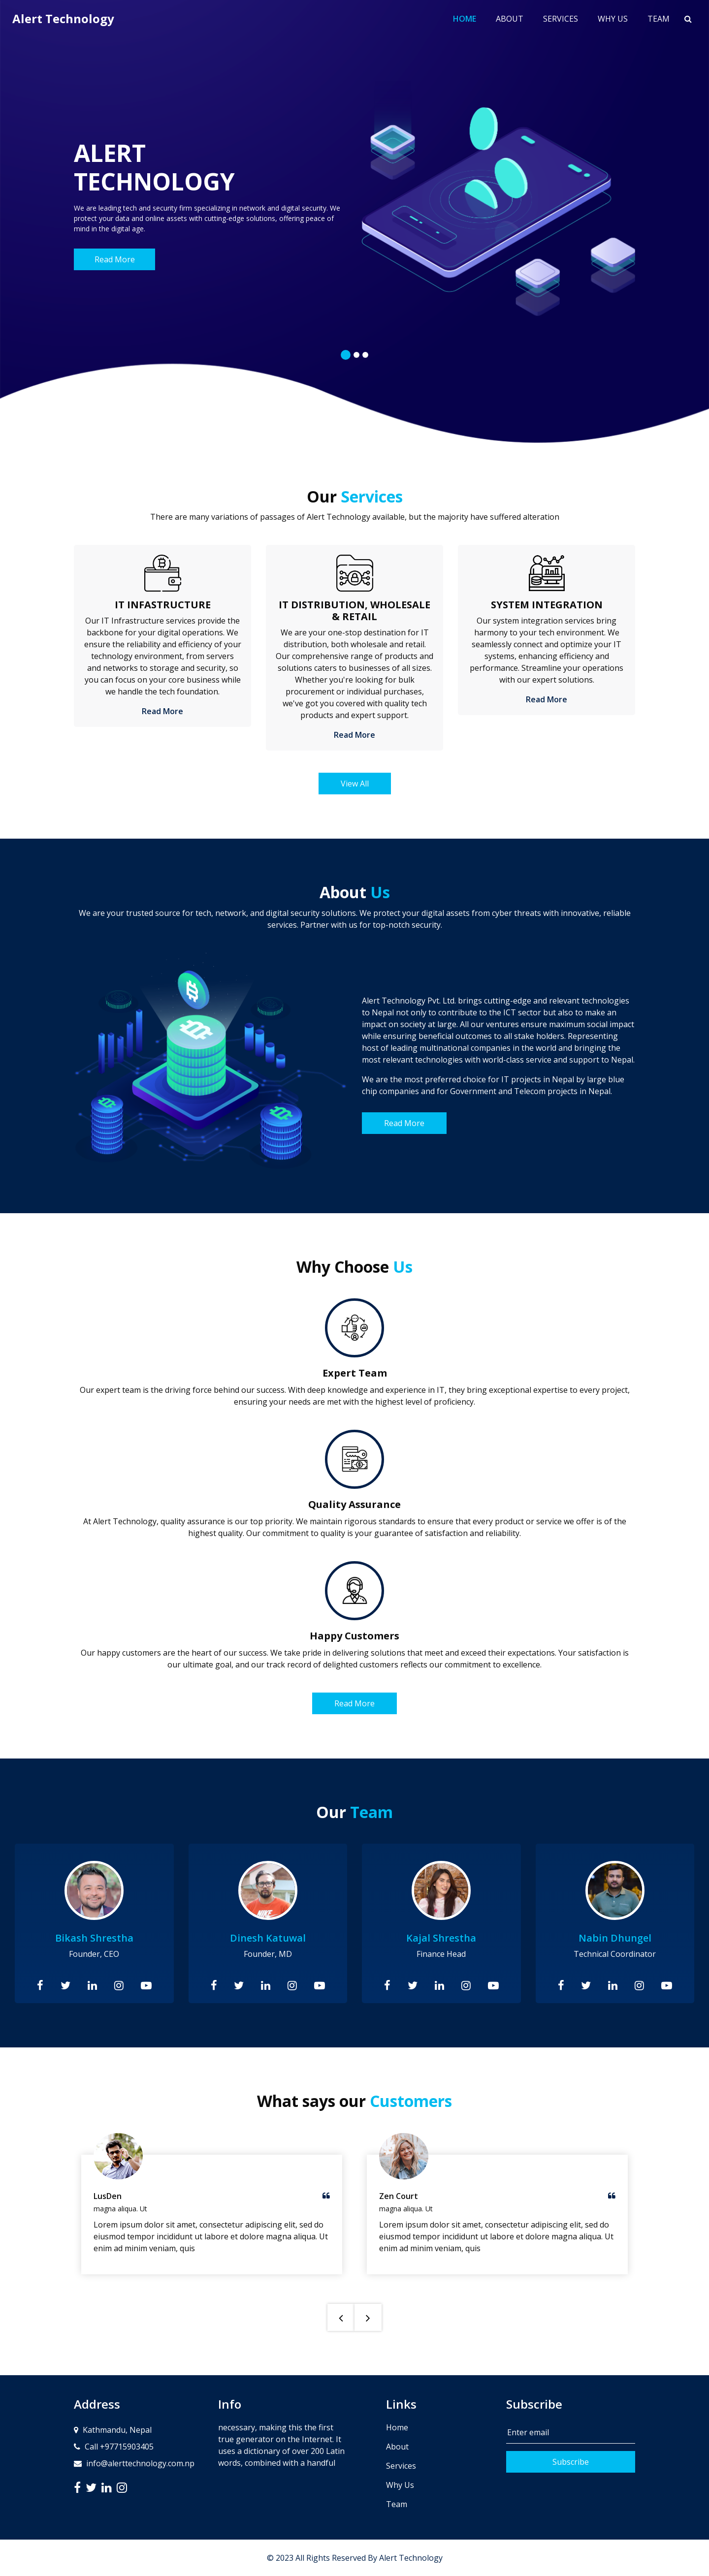 Alert Technology
HOME ABOUT SERVICES WHY US TEAM
ALERT
TECHNOLOGY
We are leading tech and security firm specializing in network and digital security. We
protect your data and online assets with cutting-edge solutions, offering peace of
mind in the digital age.
Read More
Our Services
There are many variations of passages of Alert Technology available, but the majority have suffered alteration
IT INFASTRUCTURE
Our IT Infrastructure services provide the
backbone for your digital operations. We
ensure the reliability and efficiency of your
technology environment, from servers
and networks to storage and security, so
you can focus on your core business while
we handle the tech foundation.
Read More
IT DISTRIBUTION, WHOLESALE
& RETAIL
We are your one-stop destination for IT
distribution, both wholesale and retail.
Our comprehensive range of products and
solutions caters to businesses of all sizes.
Whether you're looking for bulk
procurement or individual purchases,
we've got you covered with quality tech
products and expert support.
Read More
SYSTEM INTEGRATION
Our system integration services bring
harmony to your tech environment. We
seamlessly connect and optimize your IT
systems, enhancing efficiency and
performance. Streamline your operations
with our expert solutions.
Read More
View All
About Us
We are your trusted source for tech, network, and digital security solutions. We protect your digital assets from cyber threats with innovative, reliable
services. Partner with us for top-notch security.
Alert Technology Pvt. Ltd. brings cutting-edge and relevant technologies
to Nepal not only to contribute to the ICT sector but also to make an
impact on society at large. All our ventures ensure maximum social impact
while ensuring beneficial outcomes to all stake holders. Representing
host of leading multinational companies in the world and bringing the
most relevant technologies with world-class service and support to Nepal.
We are the most preferred choice for IT projects in Nepal by large blue
chip companies and for Government and Telecom projects in Nepal.
Read More
Why Choose Us
Expert Team
Our expert team is the driving force behind our success. With deep knowledge and experience in IT, they bring exceptional expertise to every project,
ensuring your needs are met with the highest level of proficiency.
Quality Assurance
At Alert Technology, quality assurance is our top priority. We maintain rigorous standards to ensure that every product or service we offer is of the
highest quality. Our commitment to quality is your guarantee of satisfaction and reliability.
Happy Customers
Our happy customers are the heart of our success. We take pride in delivering solutions that meet and exceed their expectations. Your satisfaction is
our ultimate goal, and our track record of delighted customers reflects our commitment to excellence.
Read More
Our Team
Bikash Shrestha
Founder, CEO
Dinesh Katuwal
Founder, MD
Kajal Shrestha
Finance Head
Nabin Dhungel
Technical Coordinator
What says our Customers
LusDen
magna aliqua. Ut
Lorem ipsum dolor sit amet, consectetur adipiscing elit, sed do
eiusmod tempor incididunt ut labore et dolore magna aliqua. Ut
enim ad minim veniam, quis
Zen Court
magna aliqua. Ut
Lorem ipsum dolor sit amet, consectetur adipiscing elit, sed do
eiusmod tempor incididunt ut labore et dolore magna aliqua. Ut
enim ad minim veniam, quis
Address
Kathmandu, Nepal
Call +97715903405
info@alerttechnology.com.np
Info
necessary, making this the first
true generator on the Internet. It
uses a dictionary of over 200 Latin
words, combined with a handful
Links
Home
About
Services
Why Us
Team
Subscribe
Enter email
Subscribe
© 2023 All Rights Reserved By Alert Technology